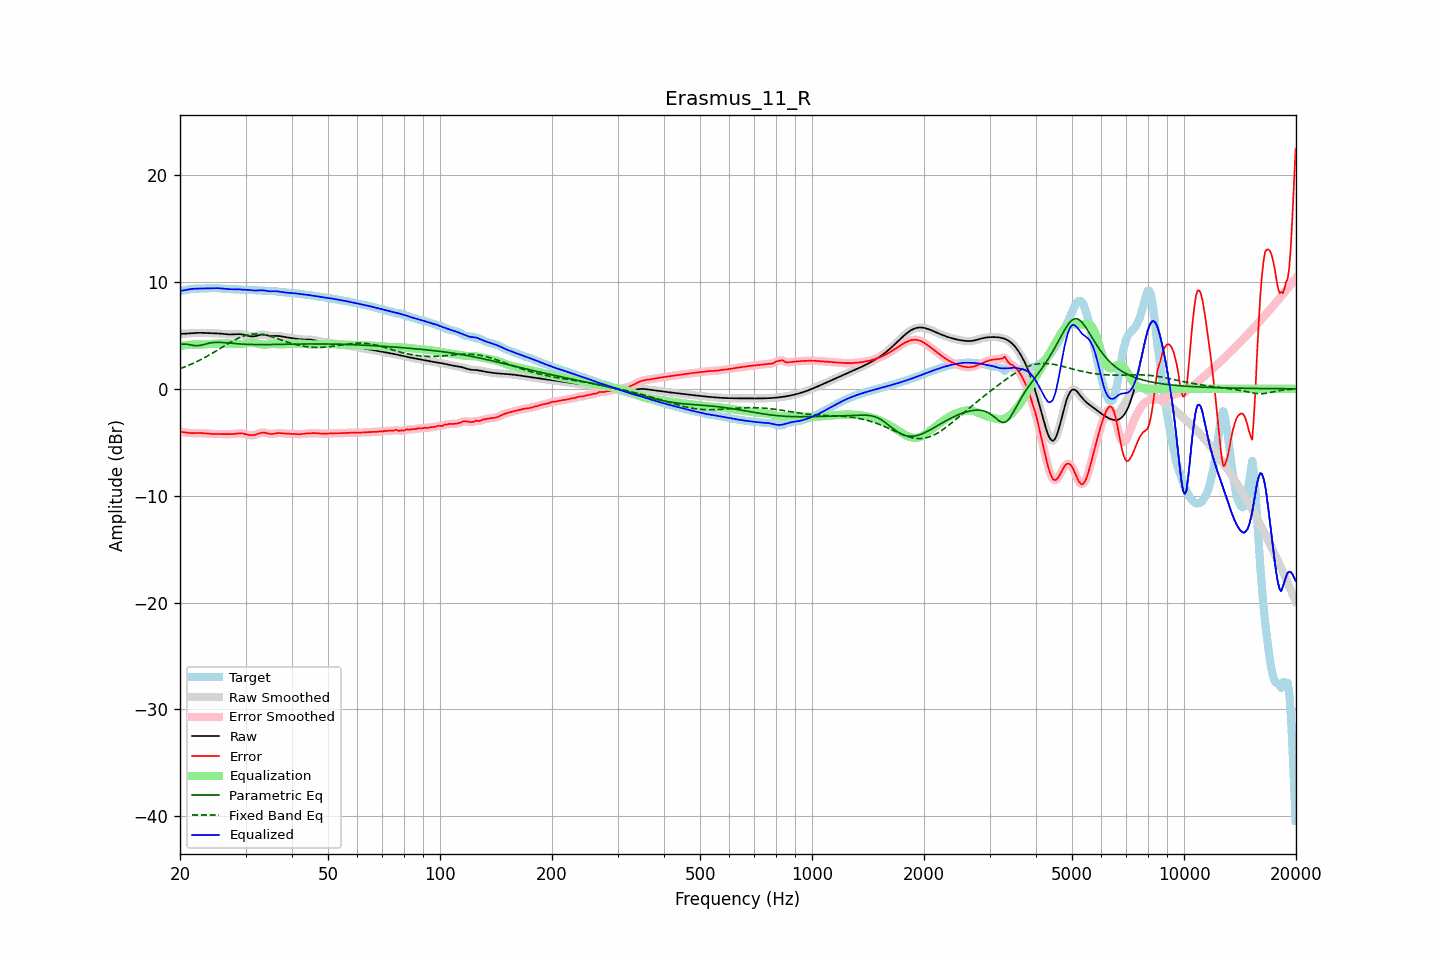 Erasmus_11_R
20
10
0
−10
−20
−30
−40
Amplitude (dBr)
Target
Raw Smoothed
Error Smoothed
Raw
Error
Equalization
Parametric Eq
Fixed Band Eq
Equalized
20 50 100 200 500 1000 2000 5000 10000 20000
Frequency (Hz)